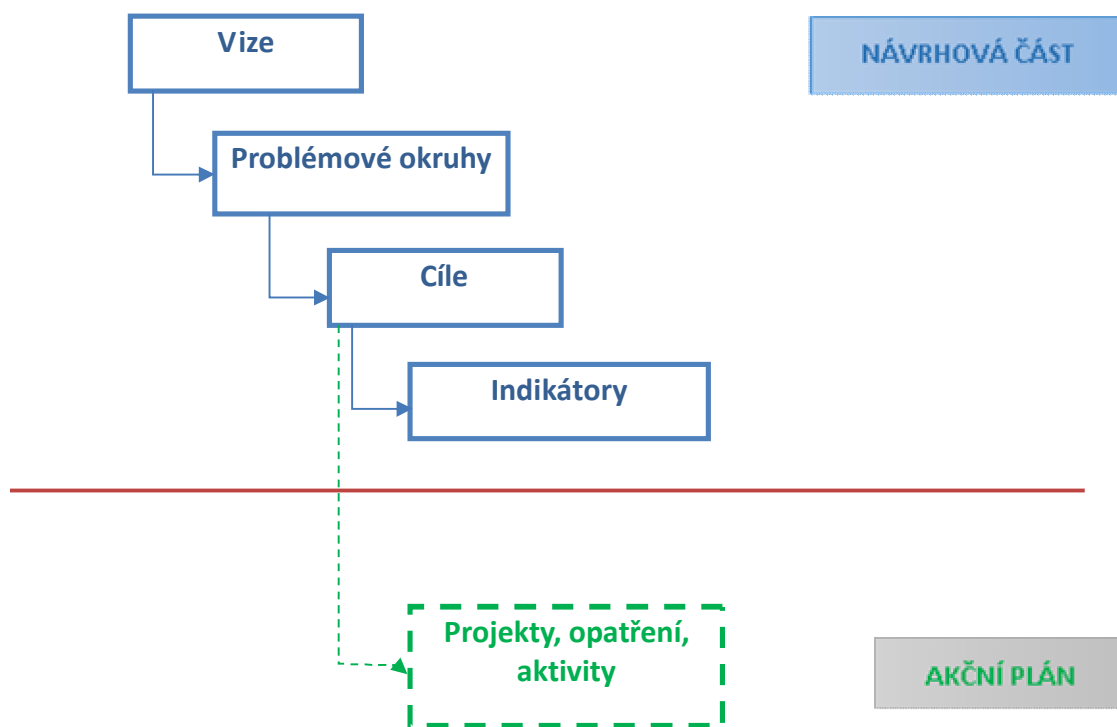 Vize
NÁVRHOVÁ ČÁST
Problémové okruhy
Cíle
Indikátory
Projekty, opatření,
aktivity
AKČNÍ PLÁN